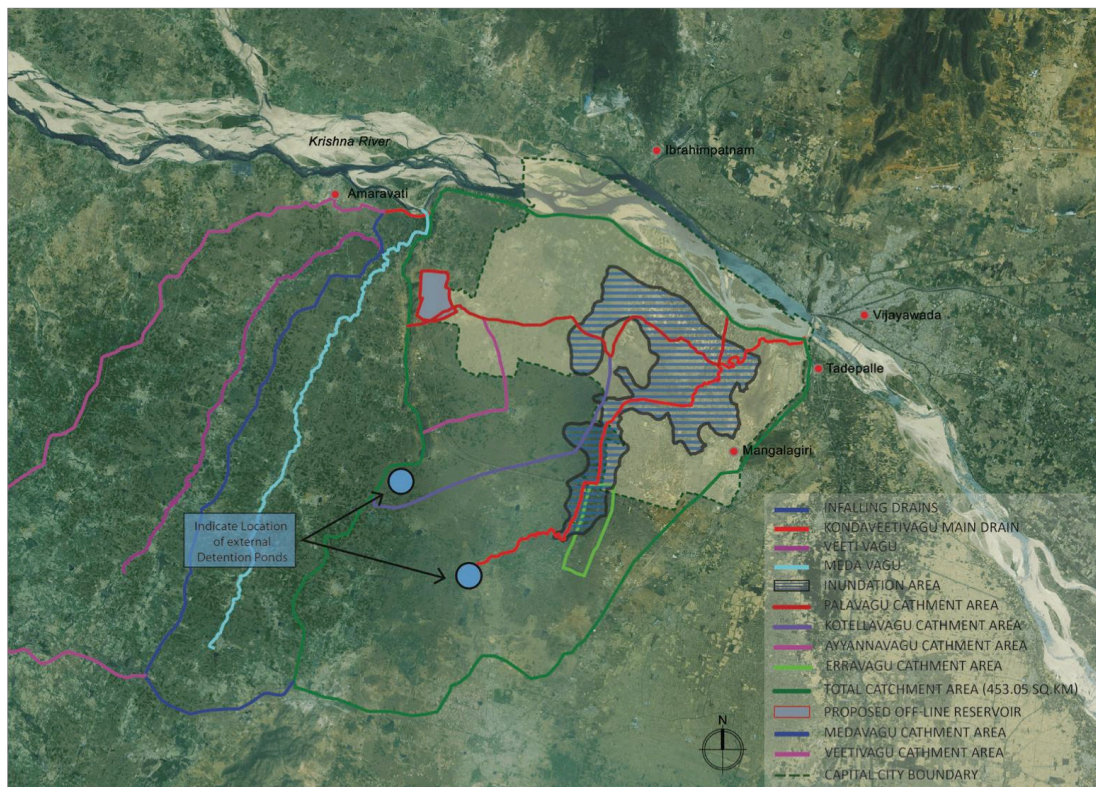 Krishna River
Ibrahimpatnam
Amaravati
Vijayawada
Tadepalle
Mangalagiri
Indicate Location
of external
Detention Ponds
N
INFALLING DRAINS
KONDAVEETIVAGU MAIN DRAIN
VEETI VAGU
MEDA VAGU
INUNDATION AREA
PALAVAGU CATHMENT AREA
KOTELLAVAGU CATHMENT AREA
AYYANNAVAGU CATHMENT AREA
ERRAVAGU CATHMENT AREA
TOTAL CATCHMENT AREA (453.05 SQ.KM)
PROPOSED OFF-LINE RESERVOIR
MEDAVAGU CATHMENT AREA
VEETIVAGU CATHMENT AREA
CAPITAL CITY BOUNDARY